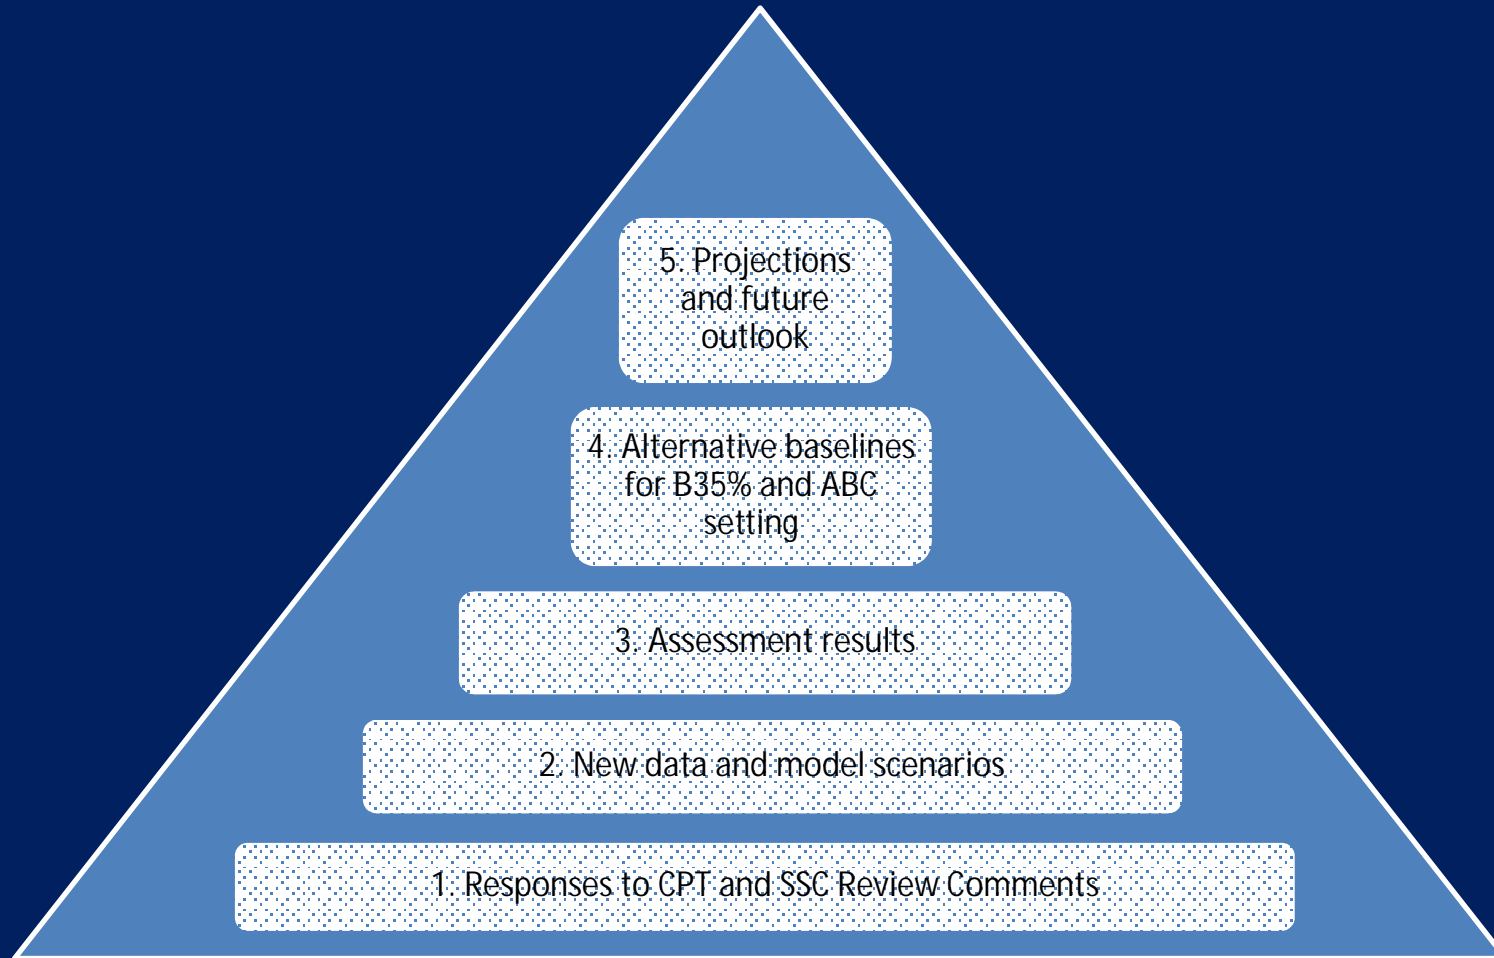 5. Projections
and future
outlook
4. Alternative baselines
for B35% and ABC
setting
3. Assessment results
2. New data and model scenarios
1. Responses to CPT and SSC Review Comments